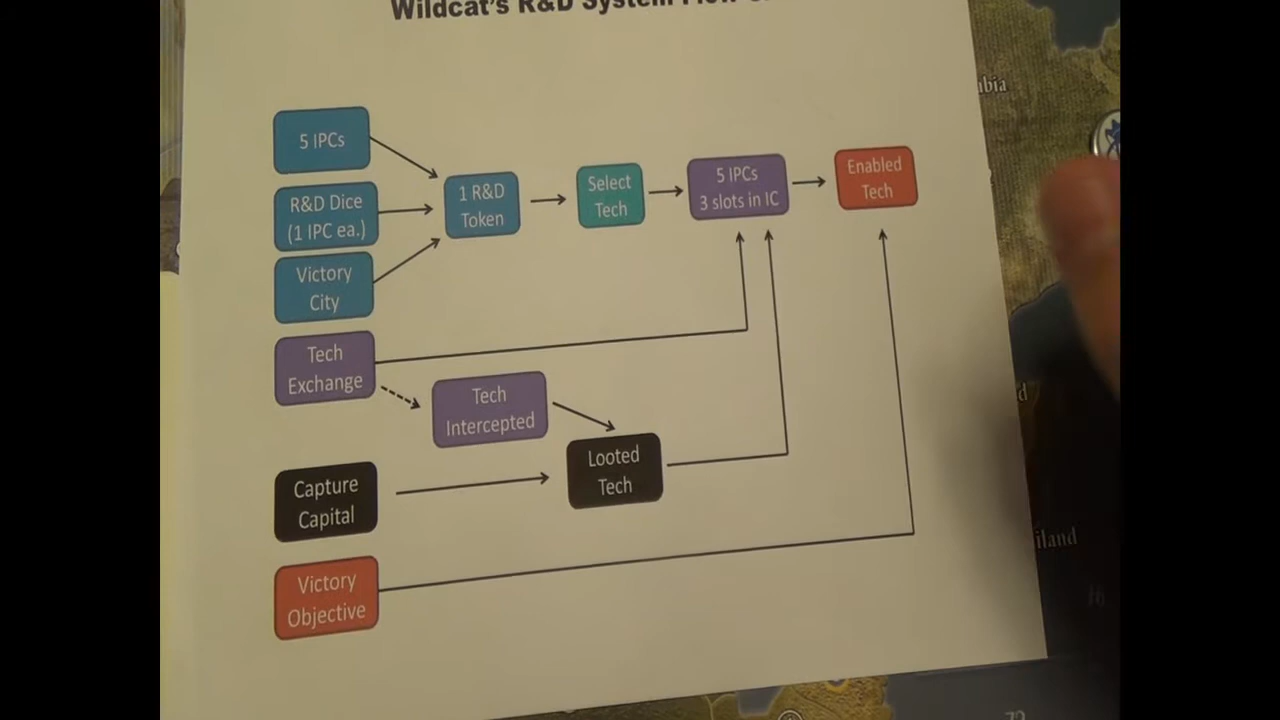 Wildcat's R&D System Flow
5 IPCs
R&D Dice
(1 IPC ea.)
Victory
City
1 R&D
Token
Select
Tech
5 IPCs
3 slots in IC
Enabled
Tech
Tech
Exchange
Tech
Intercepted
Looted
Tech
Capture
Capital
Victory
Objective